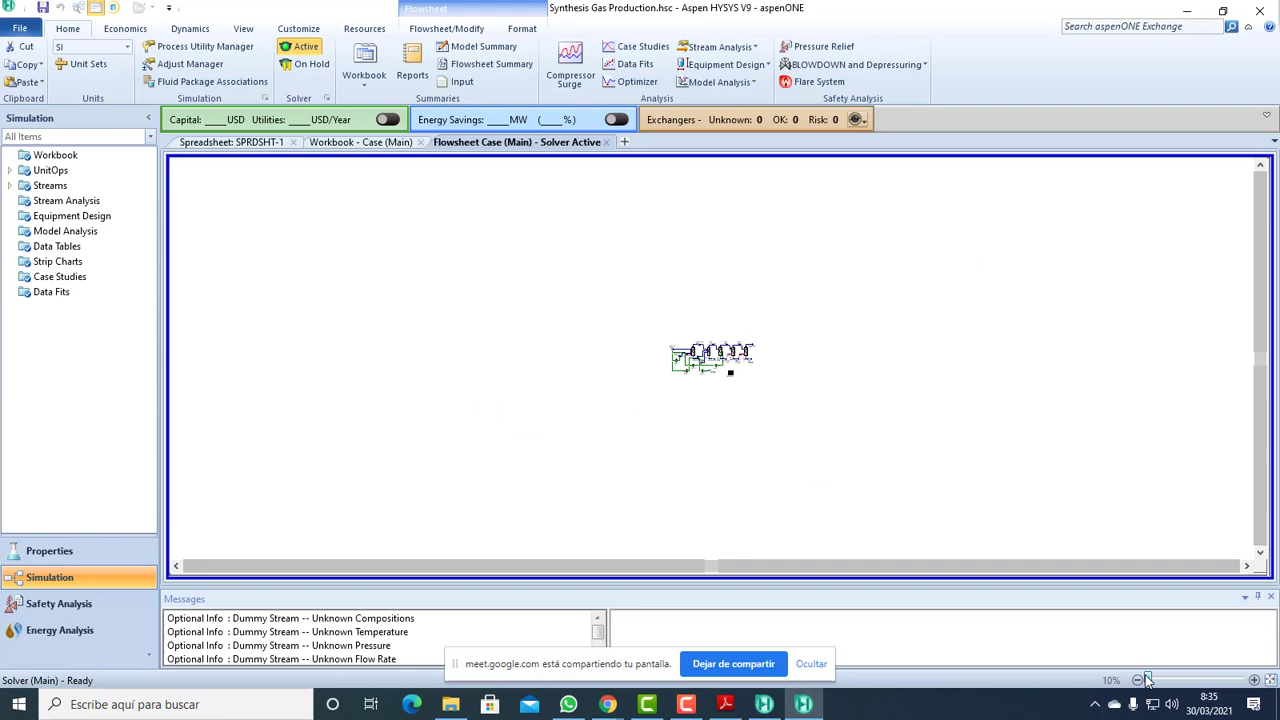 Flowsheet
Synthesis Gas Production.hsc - Aspen HYSYS V9 - aspenONE
File
Home
Economics
Dynamics
View
Customize
Resources
Flowsheet/Modify
Format
Search aspenONE Exchange
Cut
SI
Process Utility Manager
Active
Model Summary
Case Studies
Stream Analysis
Pressure Relief
Copy
Unit Sets
Adjust Manager
On Hold
Workbook
Reports
Flowsheet Summary
Compressor
Surge
Data Fits
Equipment Design
BLOWDOWN and Depressuring
Paste
Fluid Package Associations
Input
Optimizer
Model Analysis
Flare System
Clipboard
Units
Simulation
Solver
Summaries
Analysis
Safety Analysis
Simulation
Capital: ____USD Utilities: ____USD/Year
Energy Savings: ____MW (____%)
Exchangers - Unknown: 0 OK: 0 Risk: 0
All Items
Spreadsheet: SPRDSHT-1
Workbook - Case (Main)
Flowsheet Case (Main) - Solver Active
Workbook
UnitOps
Streams
Stream Analysis
Equipment Design
Model Analysis
Data Tables
Strip Charts
Case Studies
Data Fits
Properties
Simulation
Safety Analysis
Energy Analysis
Messages
Optional Info : Dummy Stream -- Unknown Compositions
Optional Info : Dummy Stream -- Unknown Temperature
Optional Info : Dummy Stream -- Unknown Pressure
Optional Info : Dummy Stream -- Unknown Flow Rate
meet.google.com está compartiendo tu pantalla.
Dejar de compartir
Ocultar
Solver (Main) - Ready
10%
Escribe aquí para buscar
8:35
30/03/2021